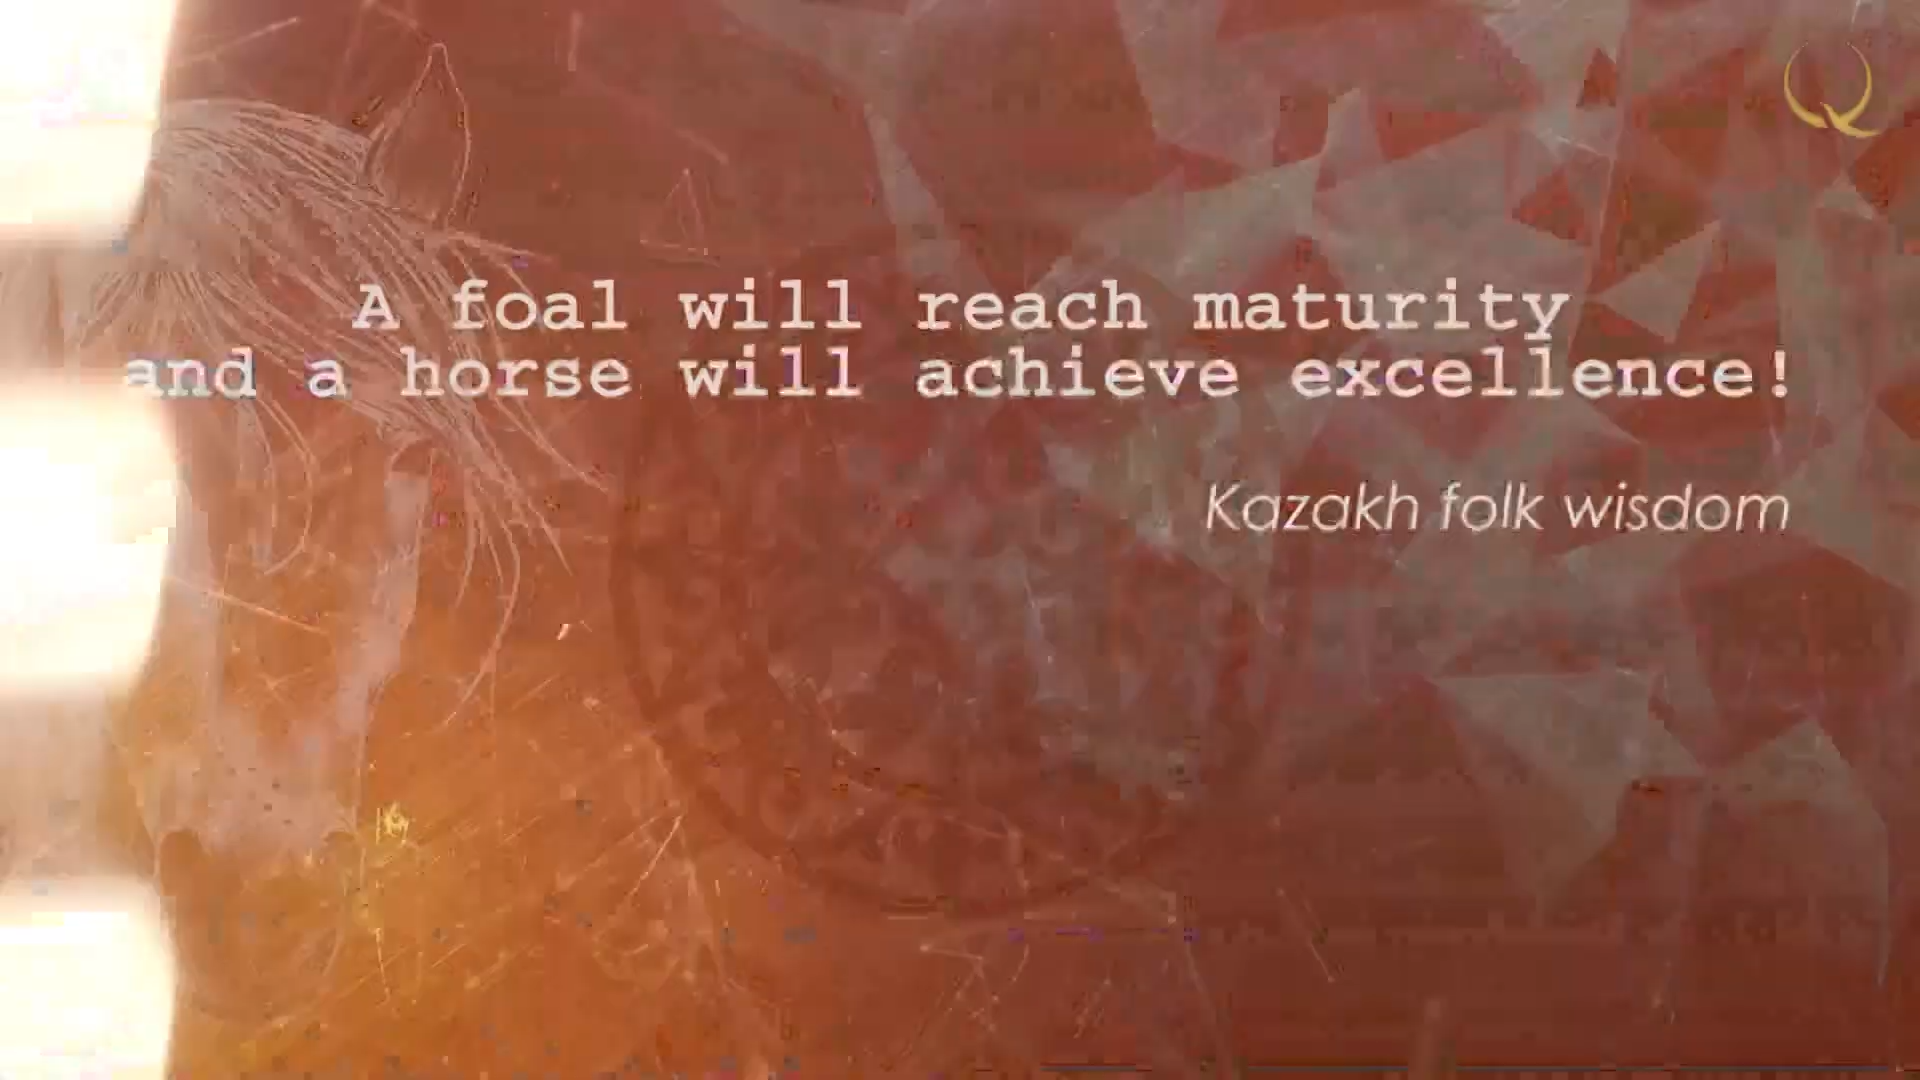 A foal will reach maturity
and a horse will achieve excellence!
Kazakh folk wisdom